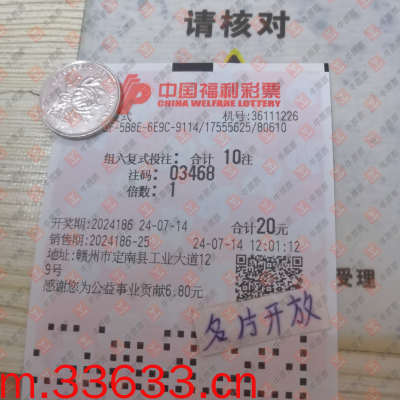 请核对
中国福利彩票
CHINA WELFARE LOTTERY
式 机号:36111226
-5B8E-6E9C-9114/17555625/80610
组六复式投注: 合计 10注
注码: 03468
倍数: 1
开奖期:2024186 24-07-14 合计20元
销售期:2024186-25 24-07-14 12:01:12
地址:赣州市定南县工业大道12
9号
感谢您为公益事业贡献6.80元
受理
名片开放
m.33633.cn